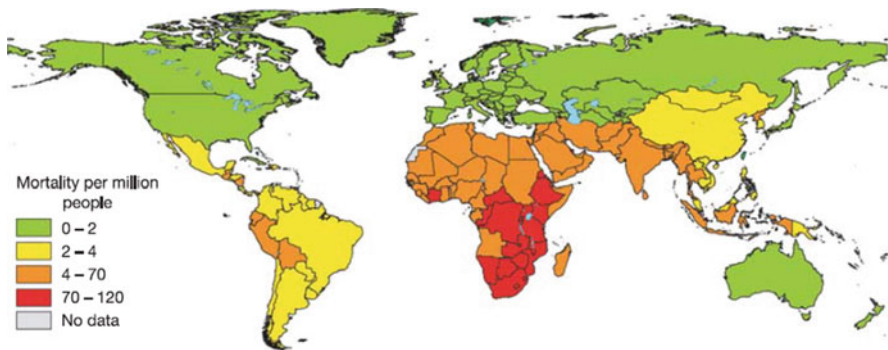 Mortality per million
people
0 – 2
2 – 4
4 – 70
70 – 120
No data